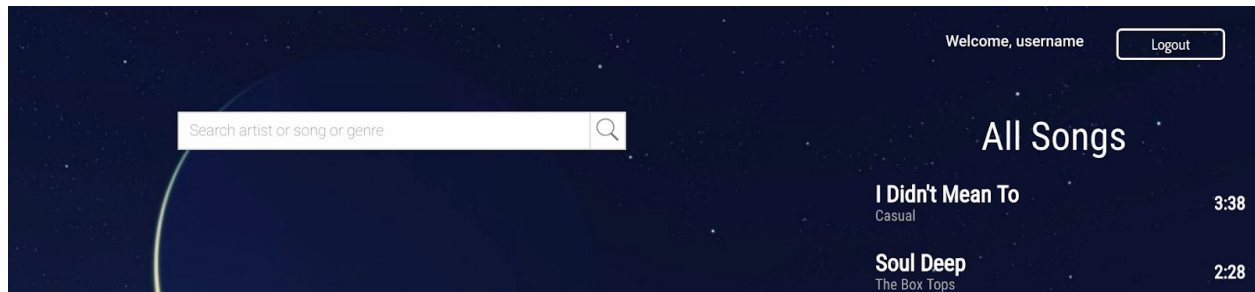 Welcome, username
Logout
Search artist or song or genre
All Songs
I Didn't Mean To
3:38
Casual
Soul Deep
2:28
The Box Tops